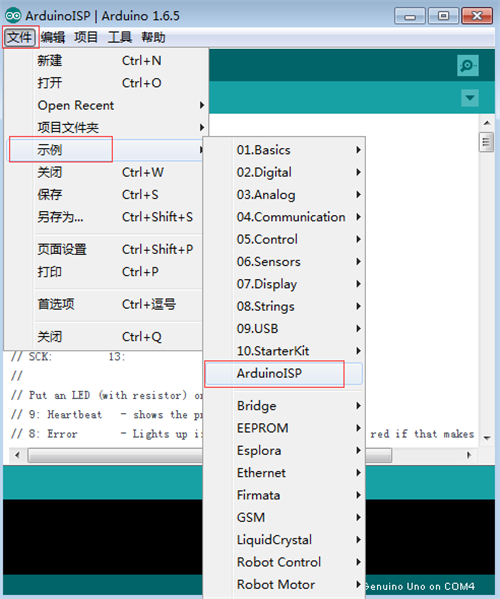 ArduinoISP | Arduino 1.6.5
文件 编辑 项目 工具 帮助
新建 Ctrl+N
打开 Ctrl+O
Open Recent
项目文件夹
示例
关闭 Ctrl+W
保存 Ctrl+S
另存为... Ctrl+Shift+S
页面设置 Ctrl+Shift+P
打印 Ctrl+P
首选项 Ctrl+逗号
关闭 Ctrl+Q
01.Basics
02.Digital
03.Analog
04.Communication
05.Control
06.Sensors
07.Display
08.Strings
09.USB
10.StarterKit
ArduinoISP
Bridge
EEPROM
Esplora
Ethernet
Firmata
GSM
LiquidCrystal
Robot Control
Robot Motor
// SCK: 13:
//
// Put an LED (with resistor) on
// 9: Heartbeat - shows the
// 8: Error - Lights up red if that makes
Genuino Uno on COM4